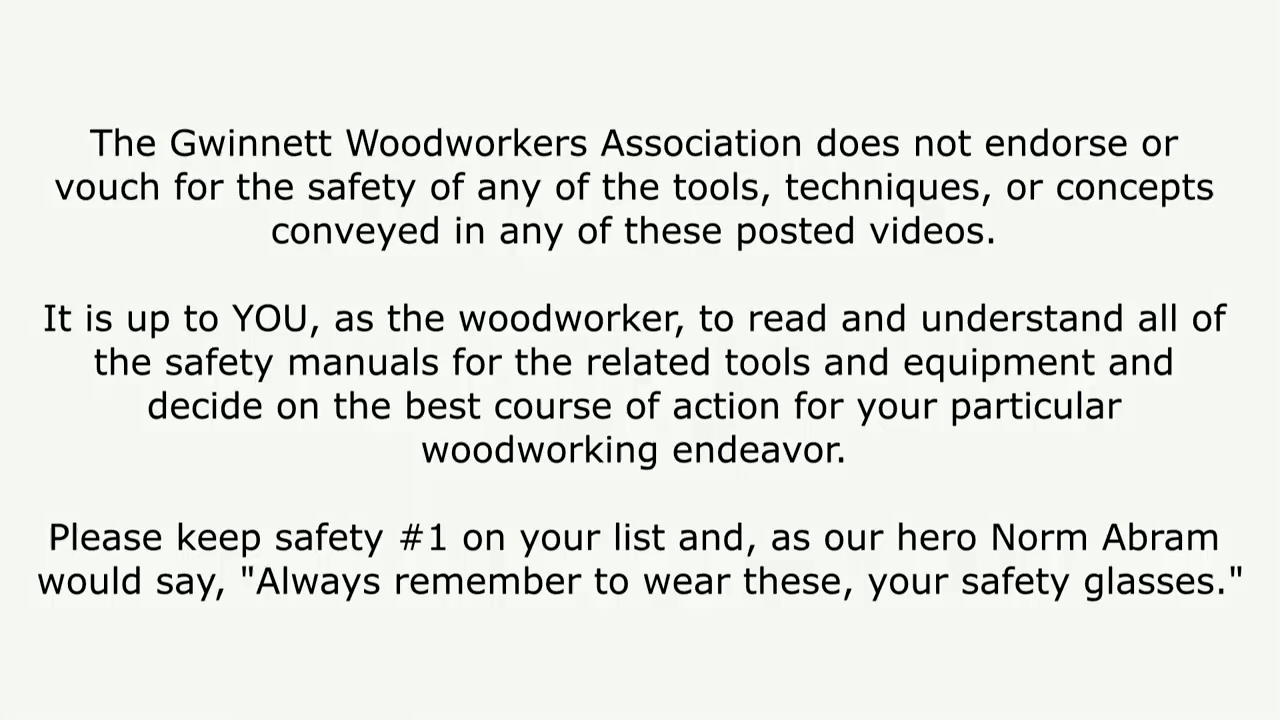 The Gwinnett Woodworkers Association does not endorse or
vouch for the safety of any of the tools, techniques, or concepts
conveyed in any of these posted videos.
It is up to YOU, as the woodworker, to read and understand all of
the safety manuals for the related tools and equipment and
decide on the best course of action for your particular
woodworking endeavor.
Please keep safety #1 on your list and, as our hero Norm Abram
would say, "Always remember to wear these, your safety glasses."